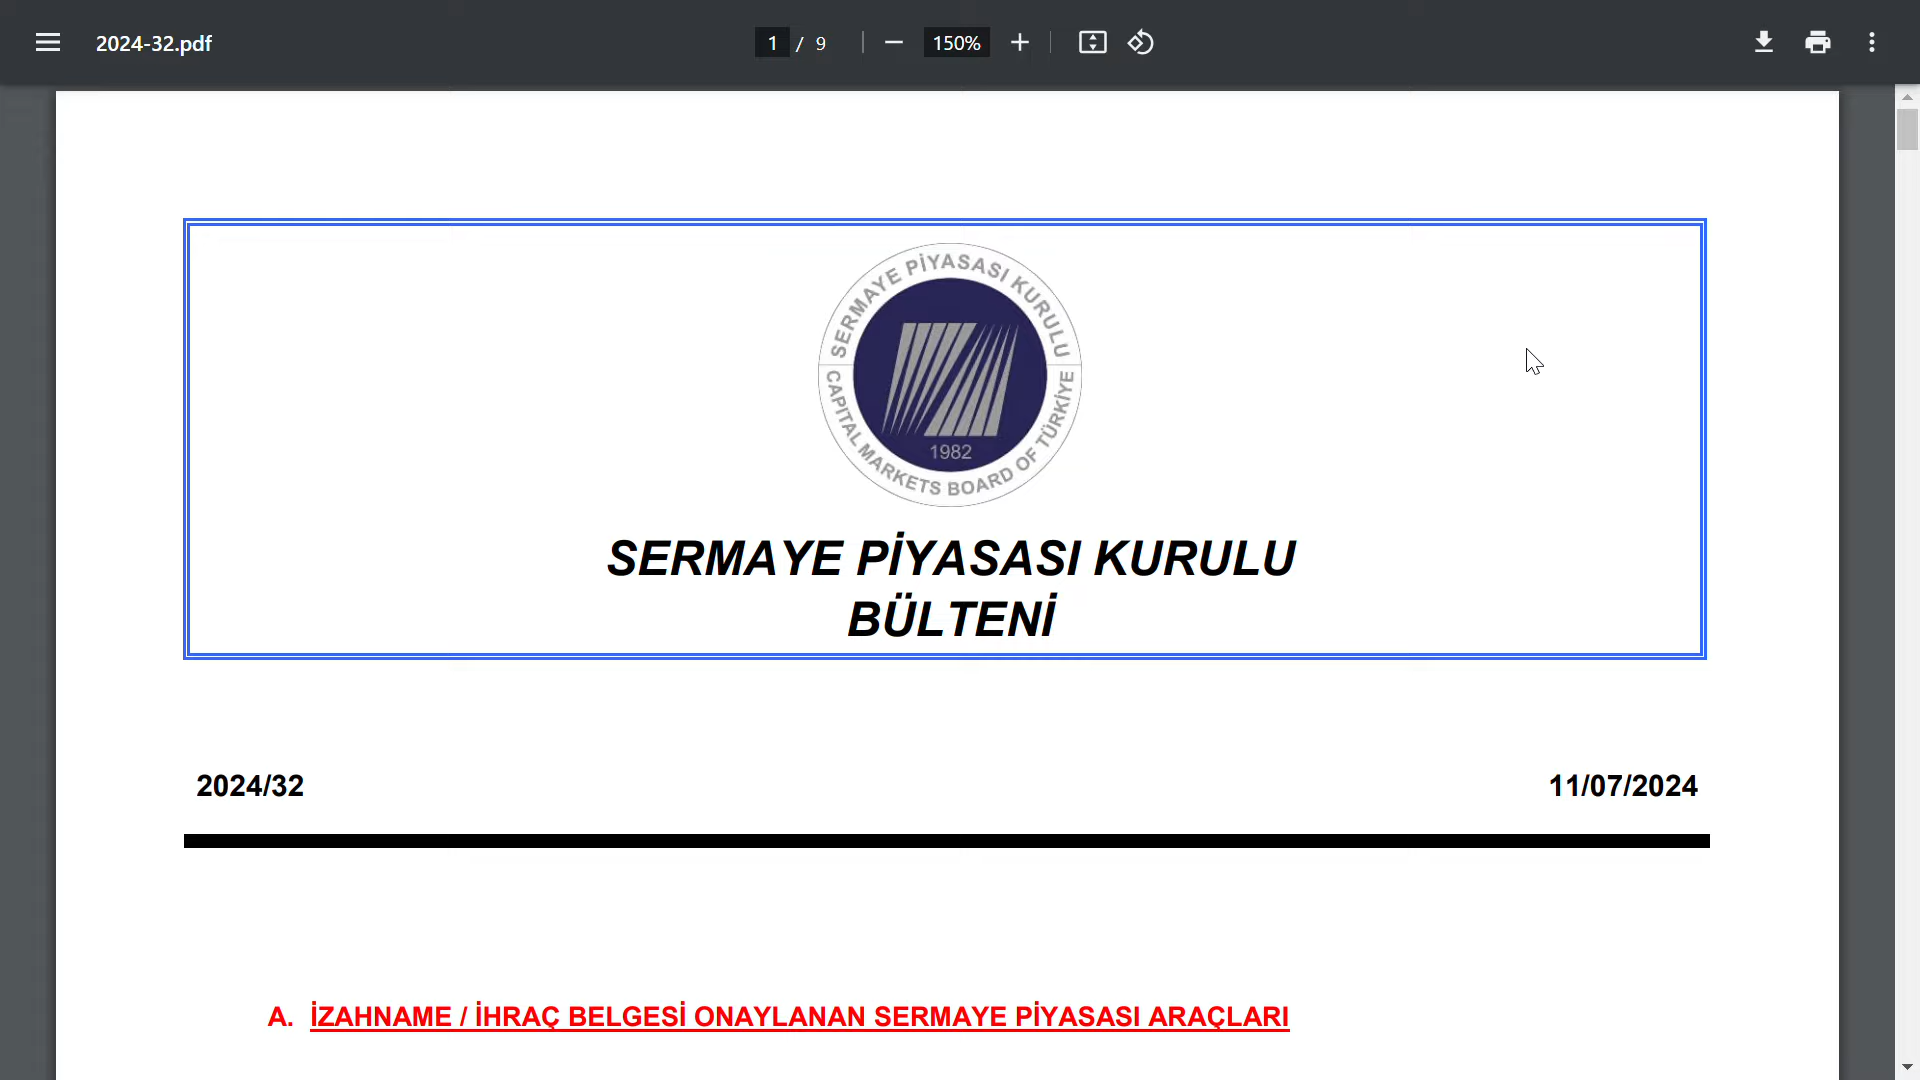 2024-32.pdf
1 / 9
150%
SERMAYE PİYASASI KURULU
CAPITAL MARKETS BOARD OF TÜRKİYE
1982
SERMAYE PİYASASI KURULU
BÜLTENİ
2024/32 11/07/2024
A. İZAHNAME / İHRAÇ BELGESİ ONAYLANAN SERMAYE PİYASASI ARAÇLARI